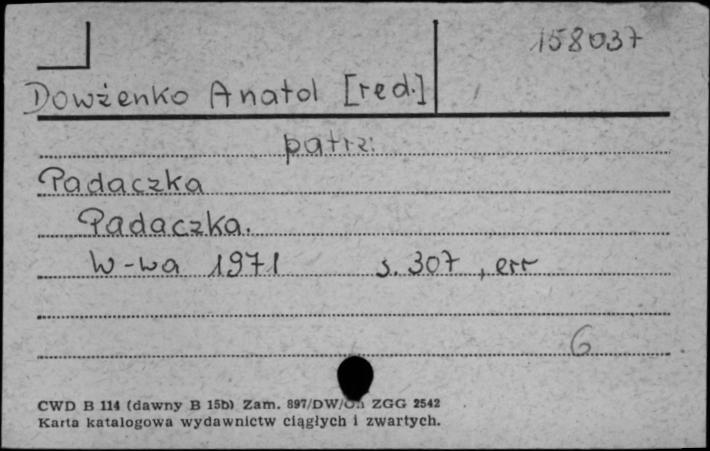 158037
Dowżenko Anatol [red.]
patrz:
Padaczka
Padaczka.
W-wa 1971 s. 307, err
6
CWD B 114 (dawny B 15b) Zam. 897/DW/ ZGG 2542
Karta katalogowa wydawnictw ciągłych i zwartych.